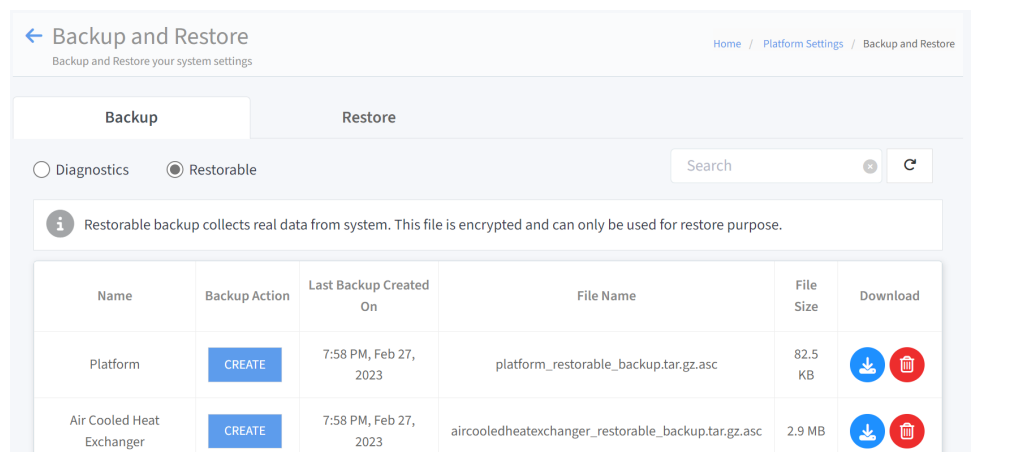 Backup and Restore
Backup and Restore your system settings
Home / Platform Settings / Backup and Restore
Backup
Restore
Diagnostics
Restorable
Search
Restorable backup collects real data from system. This file is encrypted and can only be used for restore purpose.
Name
Backup Action
Last Backup Created
On
File Name
File
Size
Download
Platform
CREATE
7:58 PM, Feb 27,
2023
platform_restorable_backup.tar.gz.asc
82.5
KB
Air Cooled Heat
Exchanger
CREATE
7:58 PM, Feb 27,
2023
aircooledheatexchanger_restorable_backup.tar.gz.asc
2.9 MB